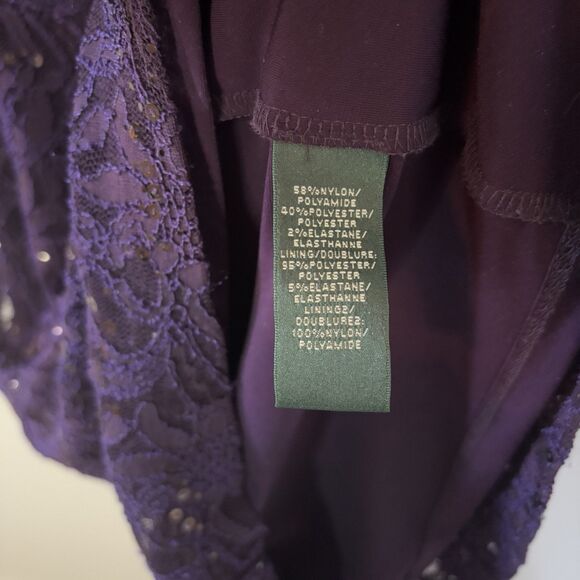 58%NYLON/
POLYAMIDE
40%POLYESTER/
POLYESTER
2%ELASTANE/
ELASTHANNE
LINING/DOUBLURE:
95%POLYESTER/
POLYESTER
5%ELASTANE/
ELASTHANNE
LINING2/
DOUBLURE2:
100%NYLON/
POLYAMIDE